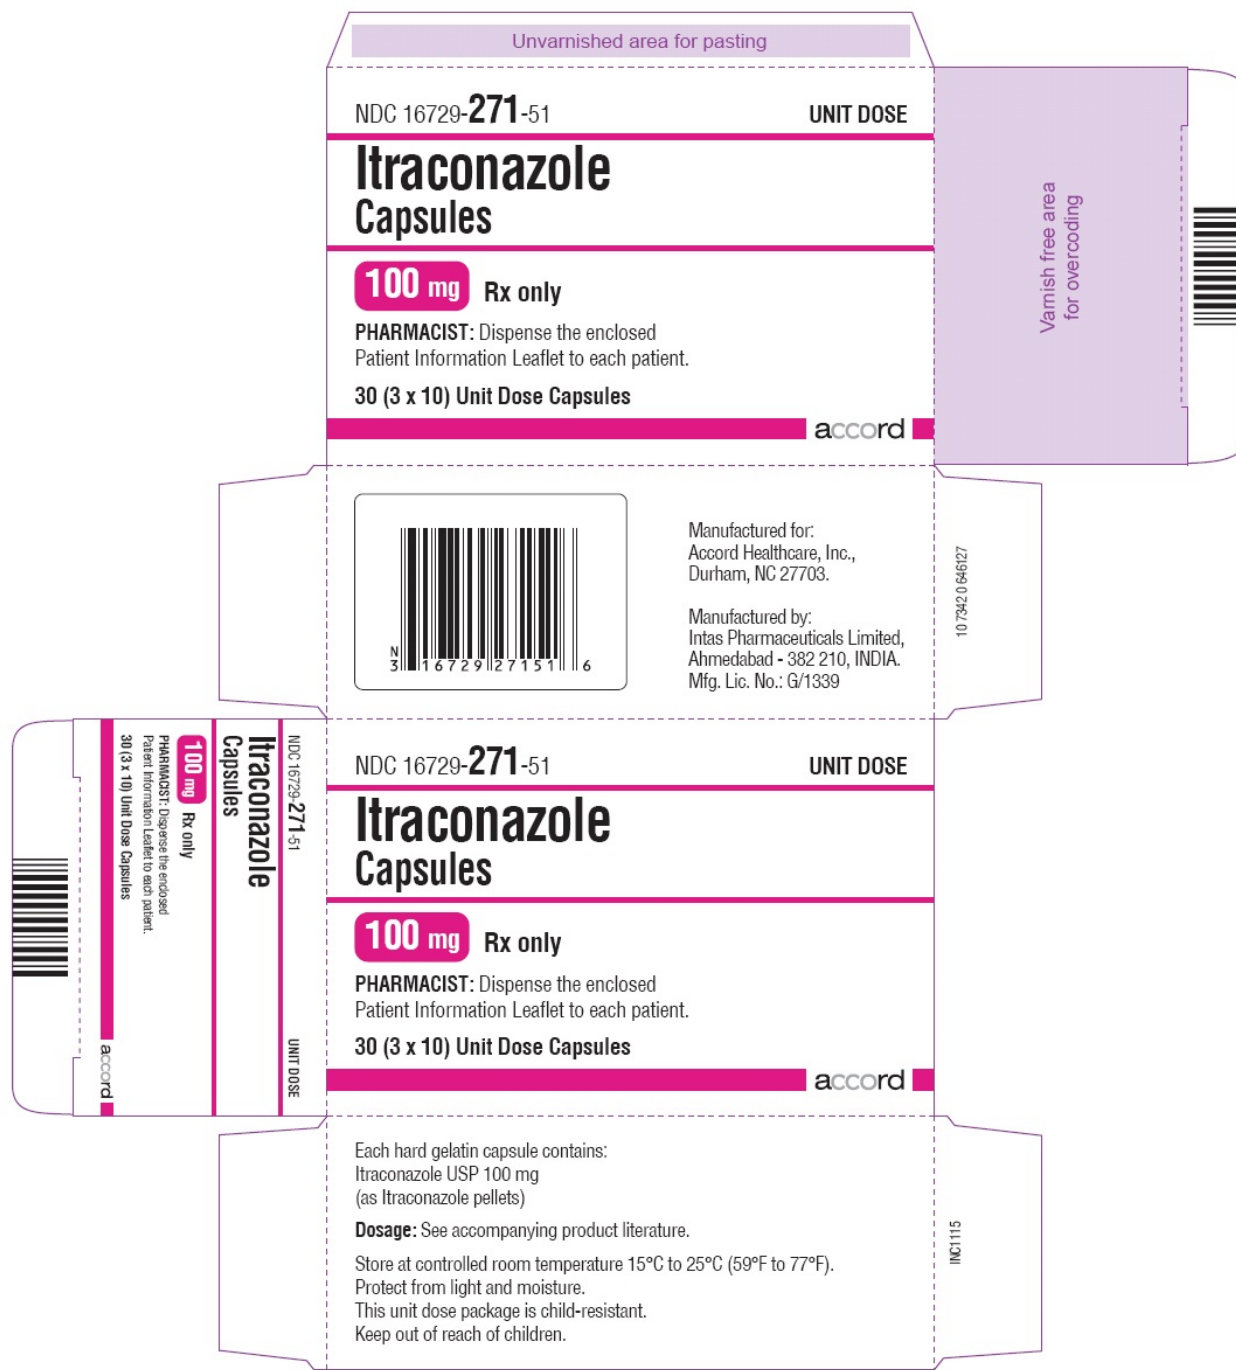 Unvarnished area for pasting
NDC 16729-271-51 UNIT DOSE
Itraconazole
Capsules
100 mg Rx only
PHARMACIST: Dispense the enclosed
Patient Information Leaflet to each patient.
30 (3 x 10) Unit Dose Capsules
accord
Varnish free area
for overcoding
N
3 16729 27151 6
Manufactured for:
Accord Healthcare, Inc.,
Durham, NC 27703.
Manufactured by:
Intas Pharmaceuticals Limited,
Ahmedabad - 382 210, INDIA.
Mfg. Lic. No.: G/1339
10 7342 0 646127
NDC 16729-271-51 UNIT DOSE
Itraconazole
Capsules
100 mg Rx only
PHARMACIST: Dispense the enclosed
Patient Information Leaflet to each patient.
30 (3 x 10) Unit Dose Capsules
accord
NDC 16729-271-51 UNIT DOSE
Itraconazole
Capsules
100 mg Rx only
PHARMACIST: Dispense the enclosed
Patient Information Leaflet to each patient.
30 (3 x 10) Unit Dose Capsules
accord
Each hard gelatin capsule contains:
Itraconazole USP 100 mg
(as Itraconazole pellets)
Dosage: See accompanying product literature.
Store at controlled room temperature 15°C to 25°C (59°F to 77°F).
Protect from light and moisture.
This unit dose package is child-resistant.
Keep out of reach of children.
INC1115